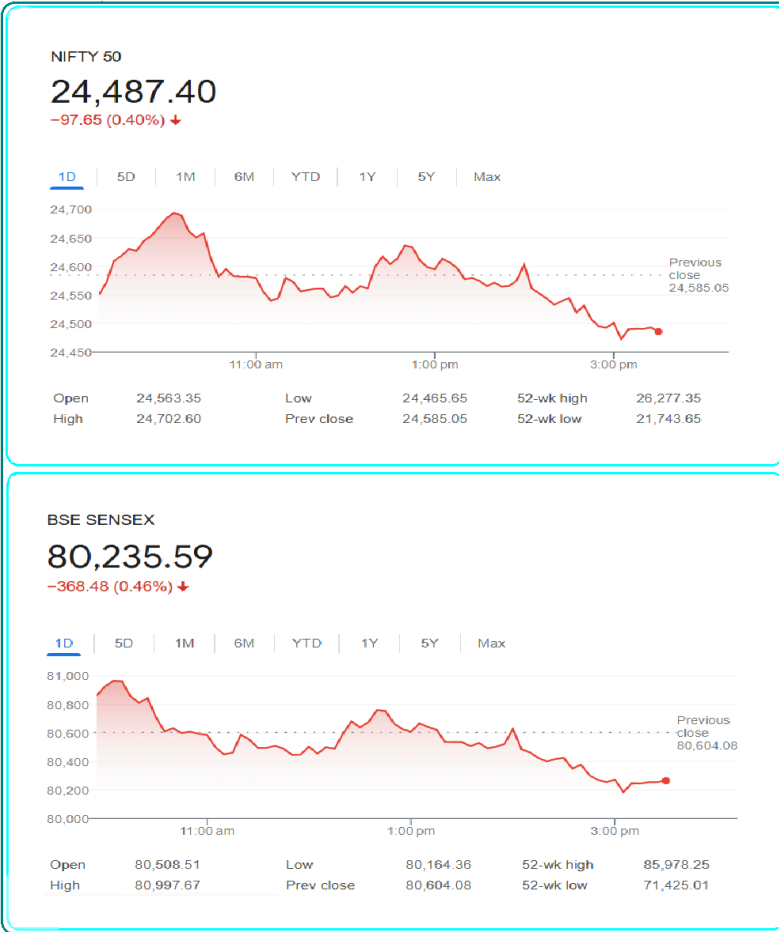 NIFTY 50
24,487.40
−97.65 (0.40%) ↓
1D 5D 1M 6M YTD 1Y 5Y Max
24,700
24,650
24,600
24,550
24,500
24,450
Previous
close
24,585.05
11:00 am 1:00 pm 3:00 pm
Open 24,563.35 Low 24,465.65 52-wk high 26,277.35
High 24,702.60 Prev close 24,585.05 52-wk low 21,743.65
BSE SENSEX
80,235.59
−368.48 (0.46%) ↓
1D 5D 1M 6M YTD 1Y 5Y Max
81,000
80,800
80,600
80,400
80,200
80,000
Previous
close
80,604.08
11:00 am 1:00 pm 3:00 pm
Open 80,508.51 Low 80,164.36 52-wk high 85,978.25
High 80,997.67 Prev close 80,604.08 52-wk low 71,425.01